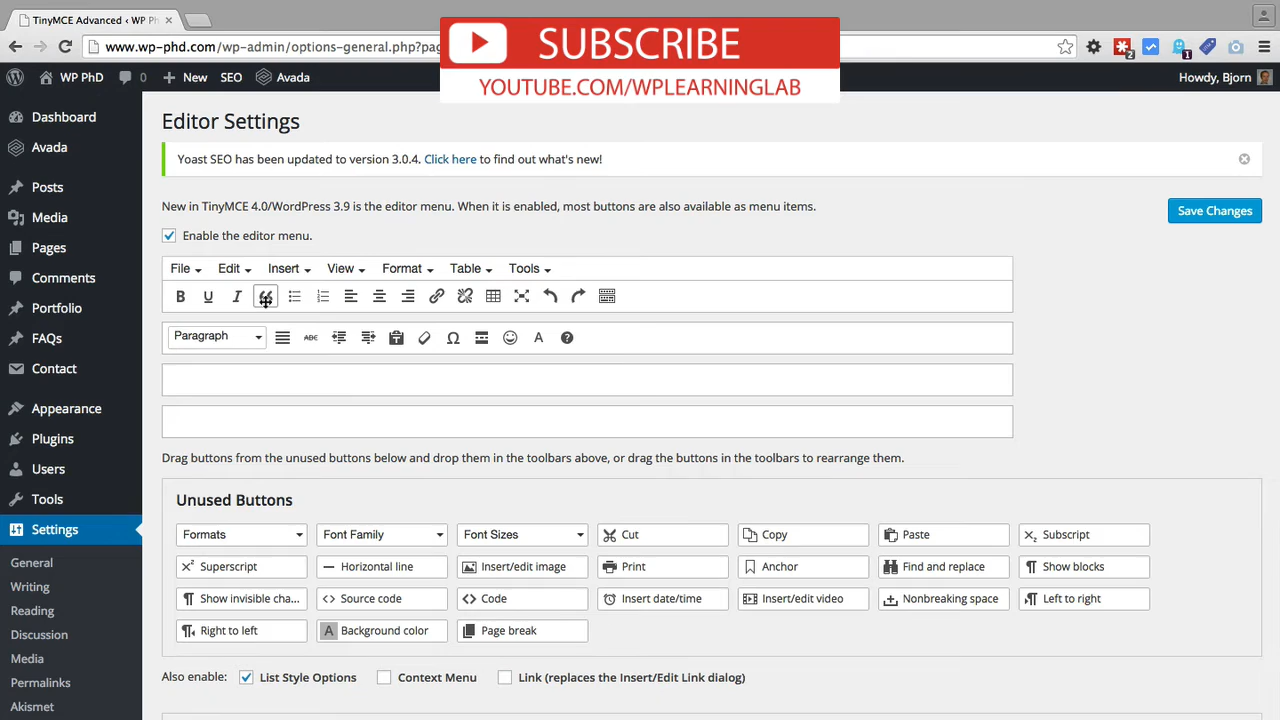 TinyMCE Advanced ‹ WP Ph
www.wp-phd.com/wp-admin/options-general.php?pag
SUBSCRIBE
YOUTUBE.COM/WPLEARNINGLAB
2
1
WP PhD
0
New
SEO
Avada
Howdy, Bjorn
Dashboard
Avada
Posts
Media
Pages
Comments
Portfolio
FAQs
Contact
Appearance
Plugins
Users
Tools
Settings
General
Writing
Reading
Discussion
Media
Permalinks
Akismet
Editor Settings
Yoast SEO has been updated to version 3.0.4. Click here to find out what's new!
New in TinyMCE 4.0/WordPress 3.9 is the editor menu. When it is enabled, most buttons are also available as menu items.
Save Changes
Enable the editor menu.
File Edit Insert View Format Table Tools
B U I
Paragraph ABC Ω A ?
Drag buttons from the unused buttons below and drop them in the toolbars above, or drag the buttons in the toolbars to rearrange them.
Unused Buttons
Formats Font Family Font Sizes Cut Copy Paste Subscript
Superscript Horizontal line Insert/edit image Print Anchor Find and replace Show blocks
Show invisible cha... Source code Code Insert date/time Insert/edit video Nonbreaking space Left to right
Right to left Background color Page break
Also enable: List Style Options Context Menu Link (replaces the Insert/Edit Link dialog)